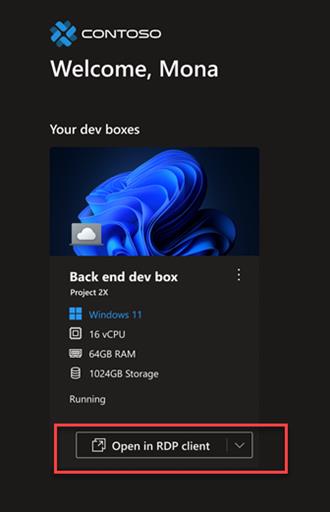 CONTOSO
Welcome, Mona
Your dev boxes
Back end dev box
Project 2X
Windows 11
16 vCPU
64GB RAM
1024GB Storage
Running
Open in RDP client